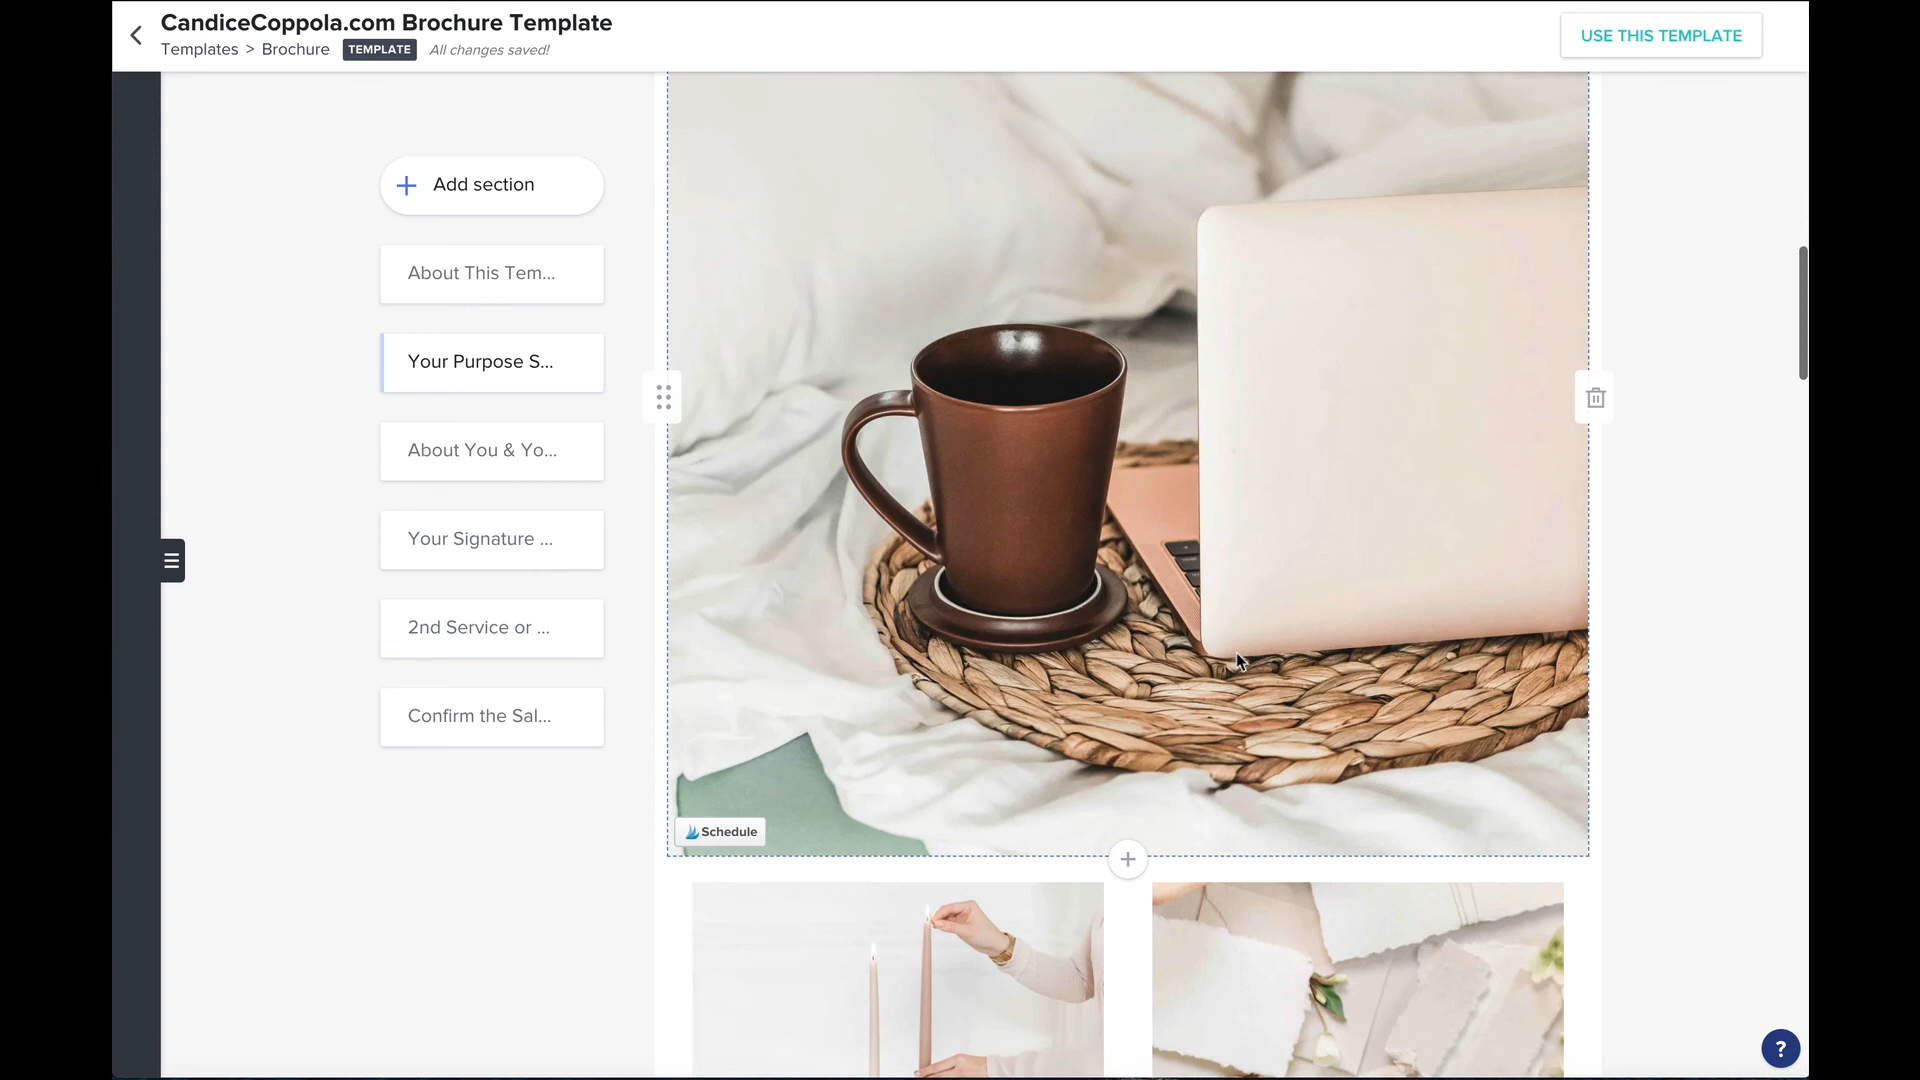 CandiceCoppola.com Brochure Template
Templates > Brochure TEMPLATE All changes saved!
USE THIS TEMPLATE
Add section
About This Tem...
Your Purpose S...
About You & Yo...
Your Signature ...
2nd Service or ...
Confirm the Sal...
Schedule
?